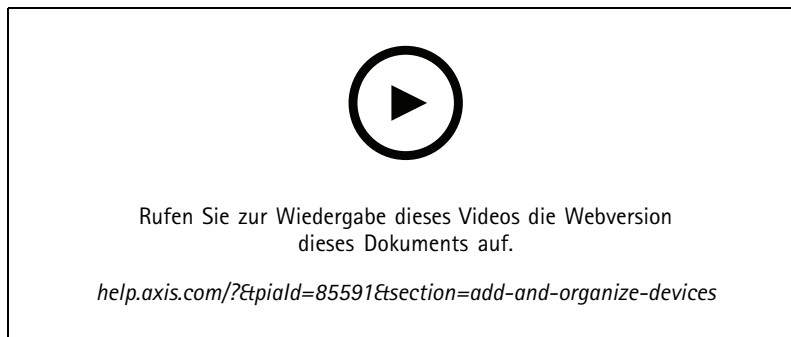 Rufen Sie zur Wiedergabe dieses Videos die Webversion
dieses Dokuments auf.
help.axis.com/?&piaId=85591&section=add-and-organize-devices